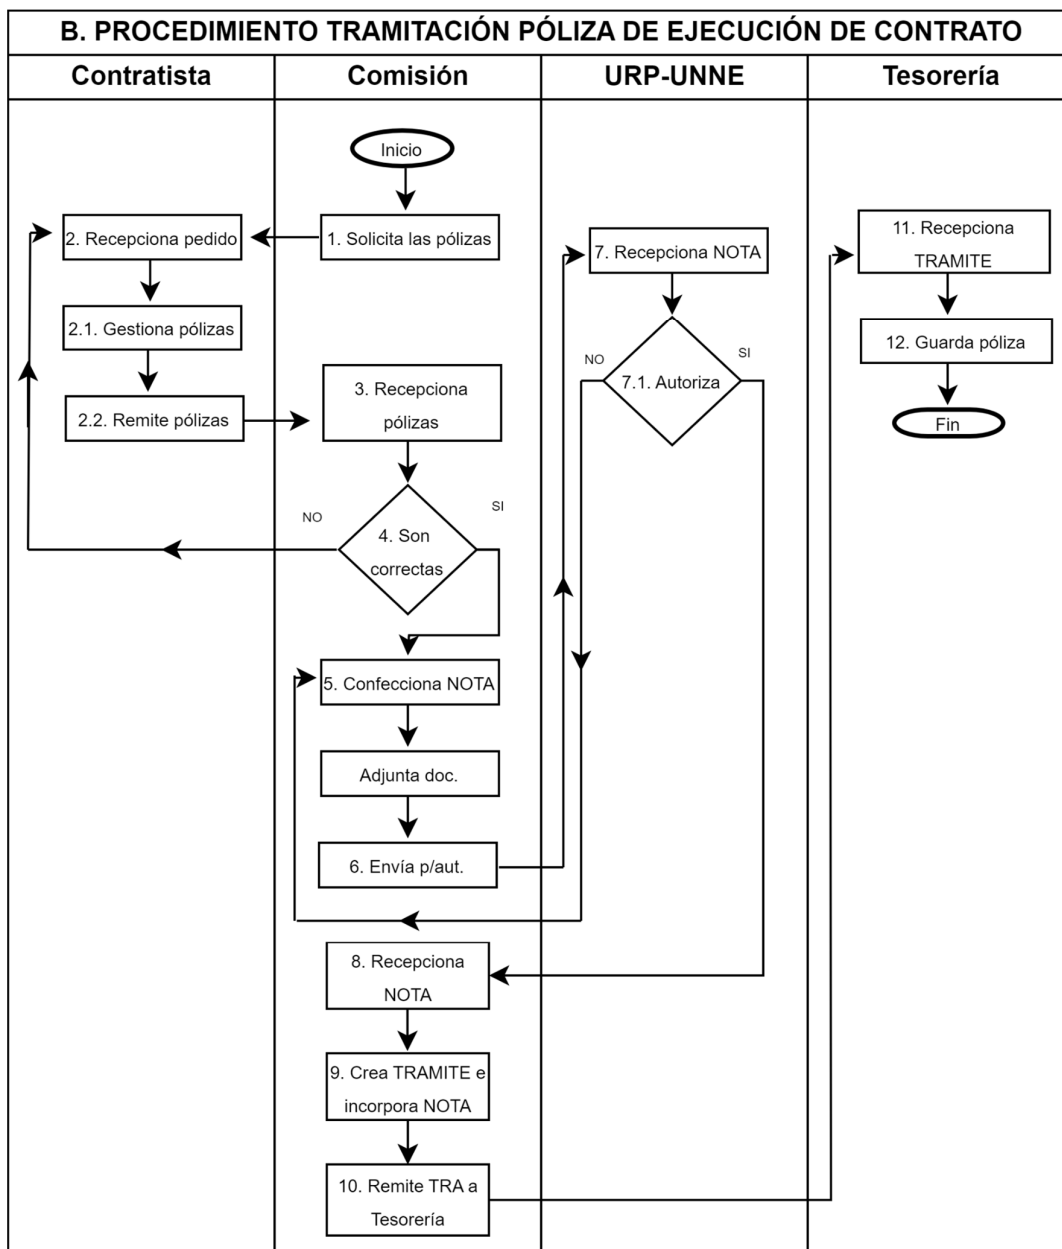 B. PROCEDIMIENTO TRAMITACIÓN PÓLIZA DE EJECUCIÓN DE CONTRATO
Contratista
Comisión
URP-UNNE
Tesorería
Inicio
1. Solicita las pólizas
2. Recepciona pedido
2.1. Gestiona pólizas
2.2. Remite pólizas
3. Recepciona
pólizas
NO
SI
4. Son
correctas
5. Confecciona NOTA
Adjunta doc.
6. Envía p/aut.
7. Recepciona NOTA
NO
SI
7.1. Autoriza
8. Recepciona
NOTA
9. Crea TRAMITE e
incorpora NOTA
10. Remite TRA a
Tesorería
11. Recepciona
TRAMITE
12. Guarda póliza
Fin